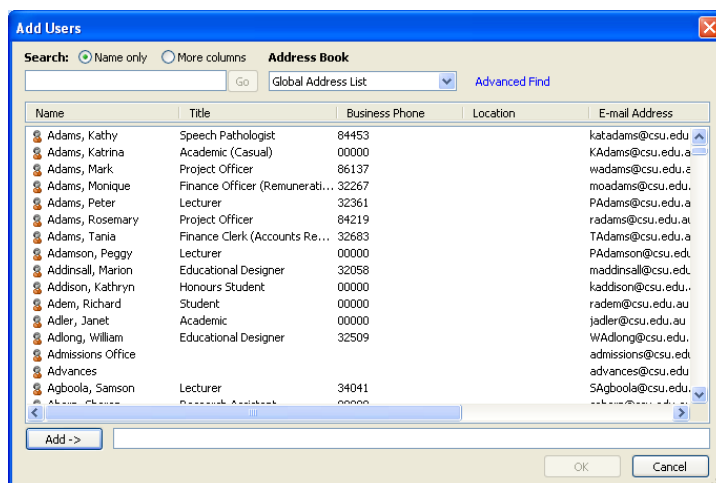 Add Users
Search: Name only More columns Address Book
Go Global Address List Advanced Find
Name Title Business Phone Location E-mail Address
Adams, Kathy Speech Pathologist 84453 katadams@csu.edu
Adams, Katrina Academic (Casual) 00000 KAdams@csu.edu.a
Adams, Mark Project Officer 86137 wadams@csu.edu.a
Adams, Monique Finance Officer (Remunerati... 32267 moadams@csu.edu
Adams, Peter Lecturer 32361 PAdams@csu.edu.a
Adams, Rosemary Project Officer 84219 radams@csu.edu.au
Adams, Tania Finance Clerk (Accounts Re... 32683 TAdams@csu.edu.a
Adamson, Peggy Lecturer 00000 PAdamson@csu.edu
Addinsall, Marion Educational Designer 32058 maddinsall@csu.edu
Addison, Kathryn Honours Student 00000 kaddison@csu.edu.
Adem, Richard Student 00000 radem@csu.edu.au
Adler, Janet Academic 00000 jadler@csu.edu.au
Adlong, William Educational Designer 32509 WAdlong@csu.edu.
Admissions Office admissions@csu.edu
Advances advances@csu.edu
Agboola, Samson Lecturer 34041 SAgboola@csu.edu.
Add ->
OK Cancel